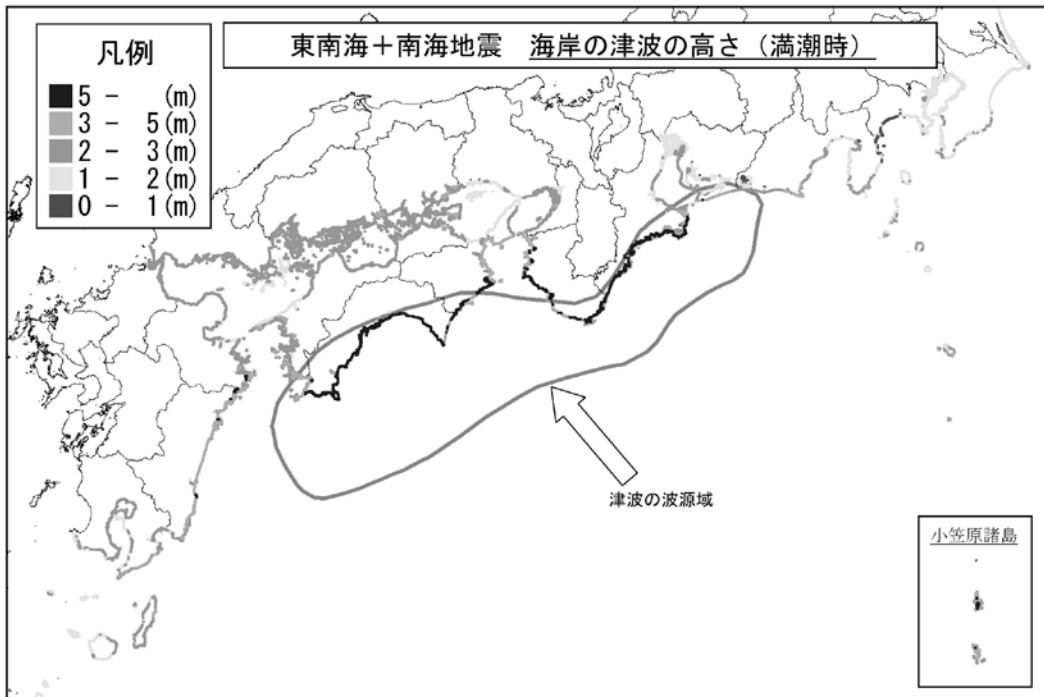 東南海＋南海地震　海岸の津波の高さ（満潮時）
凡例
5 －　　(m)
3 － 5(m)
2 － 3(m)
1 － 2(m)
0 － 1(m)
津波の波源域
小笠原諸島